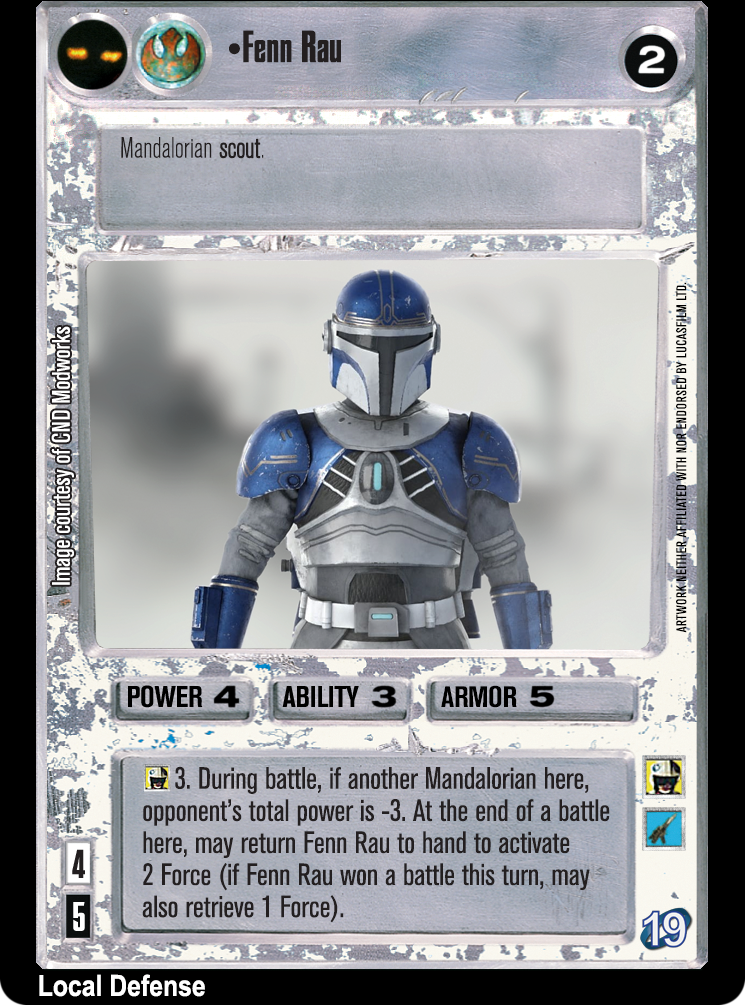 •Fenn Rau
2
Mandalorian scout.
Image courtesy of CND Modworks
ARTWORK NEITHER AFFILIATED WITH NOR ENDORSED BY LUCASFILM LTD.
POWER 4
ABILITY 3
ARMOR 5
3. During battle, if another Mandalorian here,
opponent's total power is -3. At the end of a battle
here, may return Fenn Rau to hand to activate
2 Force (if Fenn Rau won a battle this turn, may
also retrieve 1 Force).
4
5
19
Local Defense